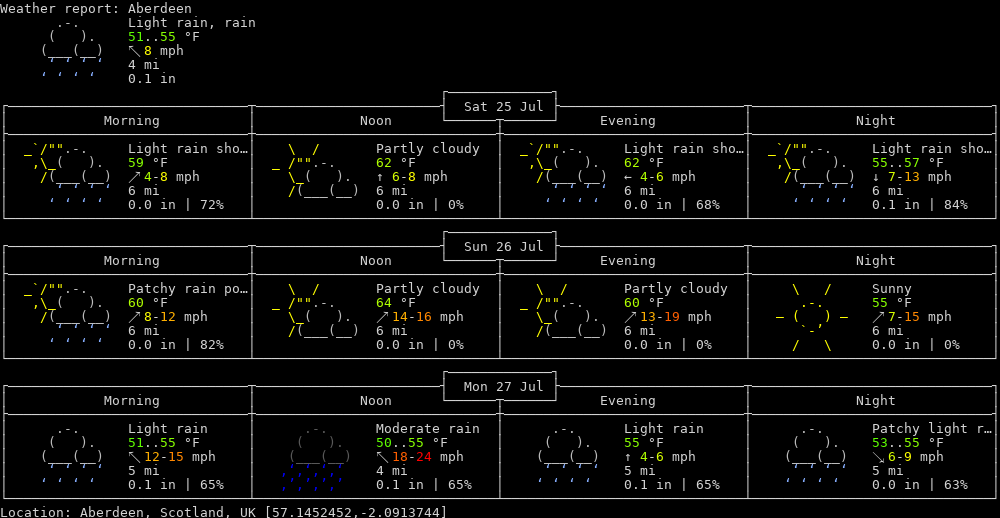 Weather report: Aberdeen
Light rain, rain
51..55 °F
↖ 8 mph
4 mi
0.1 in
Sat 25 Jul
Morning Noon Evening Night
Light rain sho… Partly cloudy Light rain sho… Light rain sho…
59 °F 62 °F 62 °F 55..57 °F
↗ 4-8 mph ↑ 6-8 mph ← 4-6 mph ↓ 7-13 mph
6 mi 6 mi 6 mi 6 mi
0.0 in | 72% 0.0 in | 0% 0.0 in | 68% 0.1 in | 84%
Sun 26 Jul
Morning Noon Evening Night
Patchy rain po… Partly cloudy Partly cloudy Sunny
60 °F 64 °F 60 °F 55 °F
↗ 8-12 mph ↗ 14-16 mph ↗ 13-19 mph ↗ 7-15 mph
6 mi 6 mi 6 mi 6 mi
0.0 in | 82% 0.0 in | 0% 0.0 in | 0% 0.0 in | 0%
Mon 27 Jul
Morning Noon Evening Night
Light rain Moderate rain Light rain Patchy light r…
51..55 °F 50..55 °F 55 °F 53..55 °F
↖ 12-15 mph ↖ 18-24 mph ↑ 4-6 mph ↘ 6-9 mph
5 mi 4 mi 5 mi 5 mi
0.1 in | 65% 0.1 in | 65% 0.1 in | 65% 0.0 in | 63%
Location: Aberdeen, Scotland, UK [57.1452452,-2.0913744]